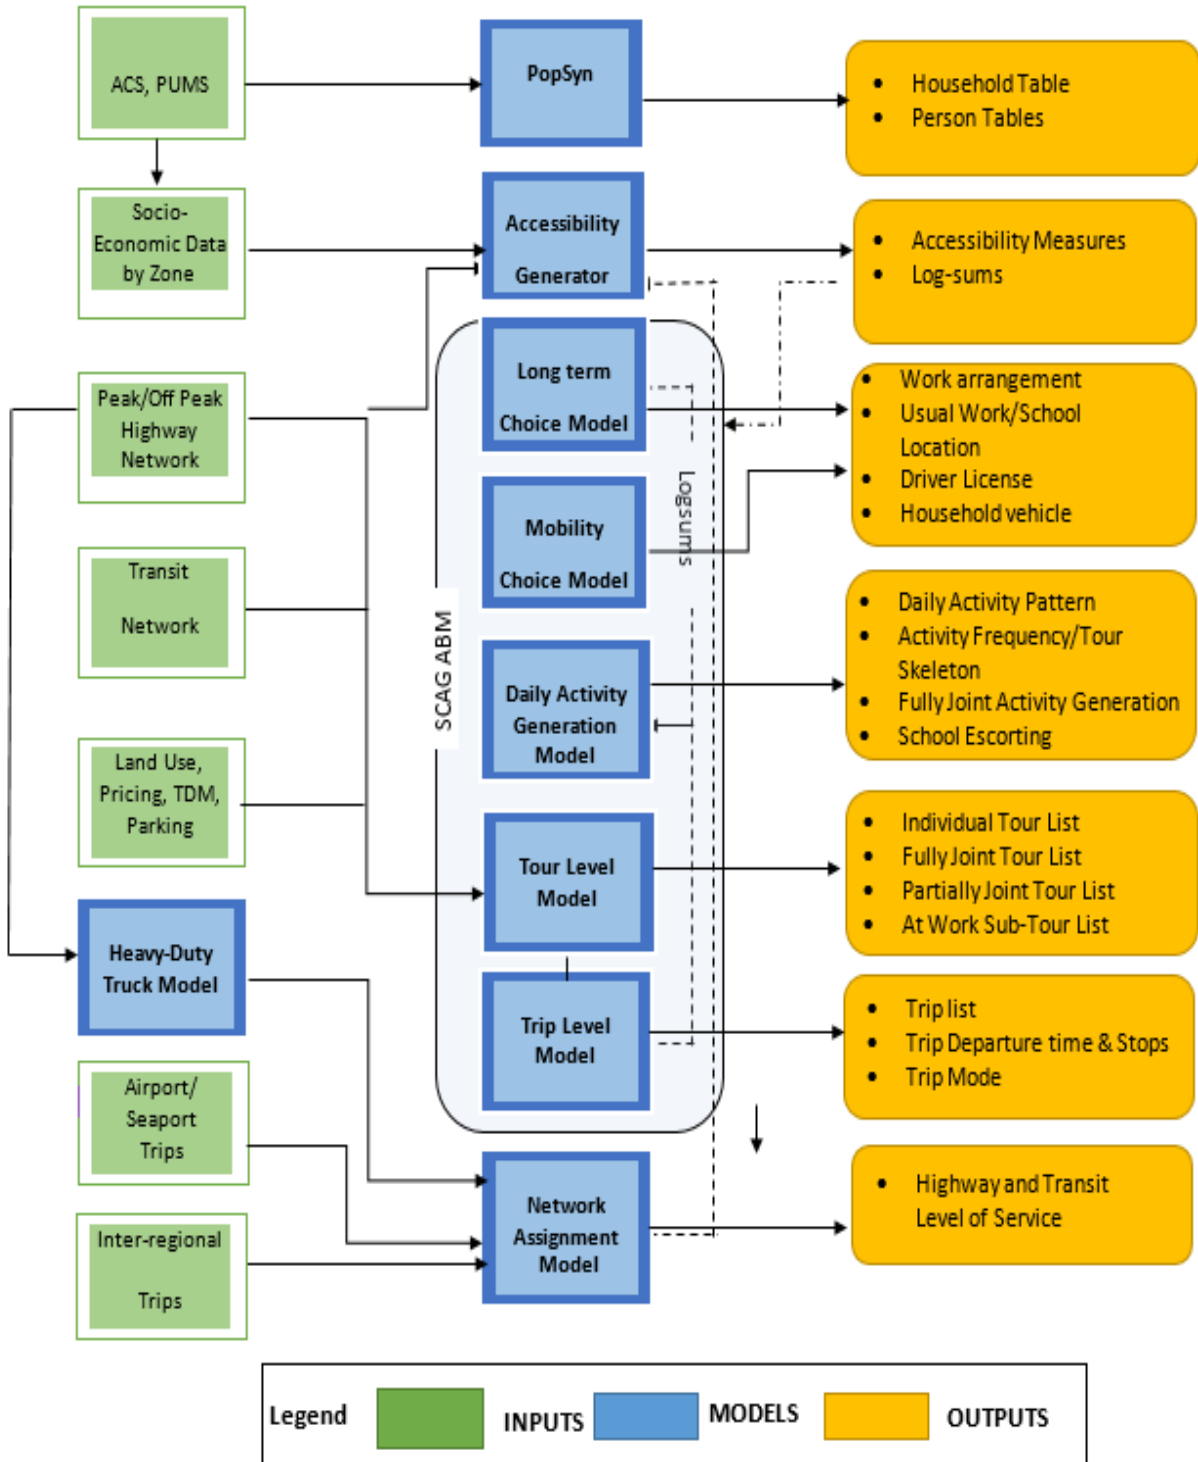 ACS, PUMS
PopSyn
• Household Table
• Person Tables
Socio-
Economic Data
by Zone
Accessibility
Generator
• Accessibility Measures
• Log-sums
Peak/Off Peak
Highway
Network
Long term
Choice Model
• Work arrangement
• Usual Work/School
Location
• Driver License
• Household vehicle
Logsums
Transit
Network
Mobility
Choice Model
SCAG ABM
Daily Activity
Generation
Model
• Daily Activity Pattern
• Activity Frequency/Tour
Skeleton
• Fully Joint Activity Generation
• School Escorting
Land Use,
Pricing, TDM,
Parking
Tour Level
Model
• Individual Tour List
• Fully Joint Tour List
• Partially Joint Tour List
• At Work Sub-Tour List
Heavy-Duty
Truck Model
Trip Level
Model
• Trip list
• Trip Departure time & Stops
• Trip Mode
Airport/
Seaport
Trips
Network
Assignment
Model
• Highway and Transit
Level of Service
Inter-regional
Trips
Legend
INPUTS
MODELS
OUTPUTS